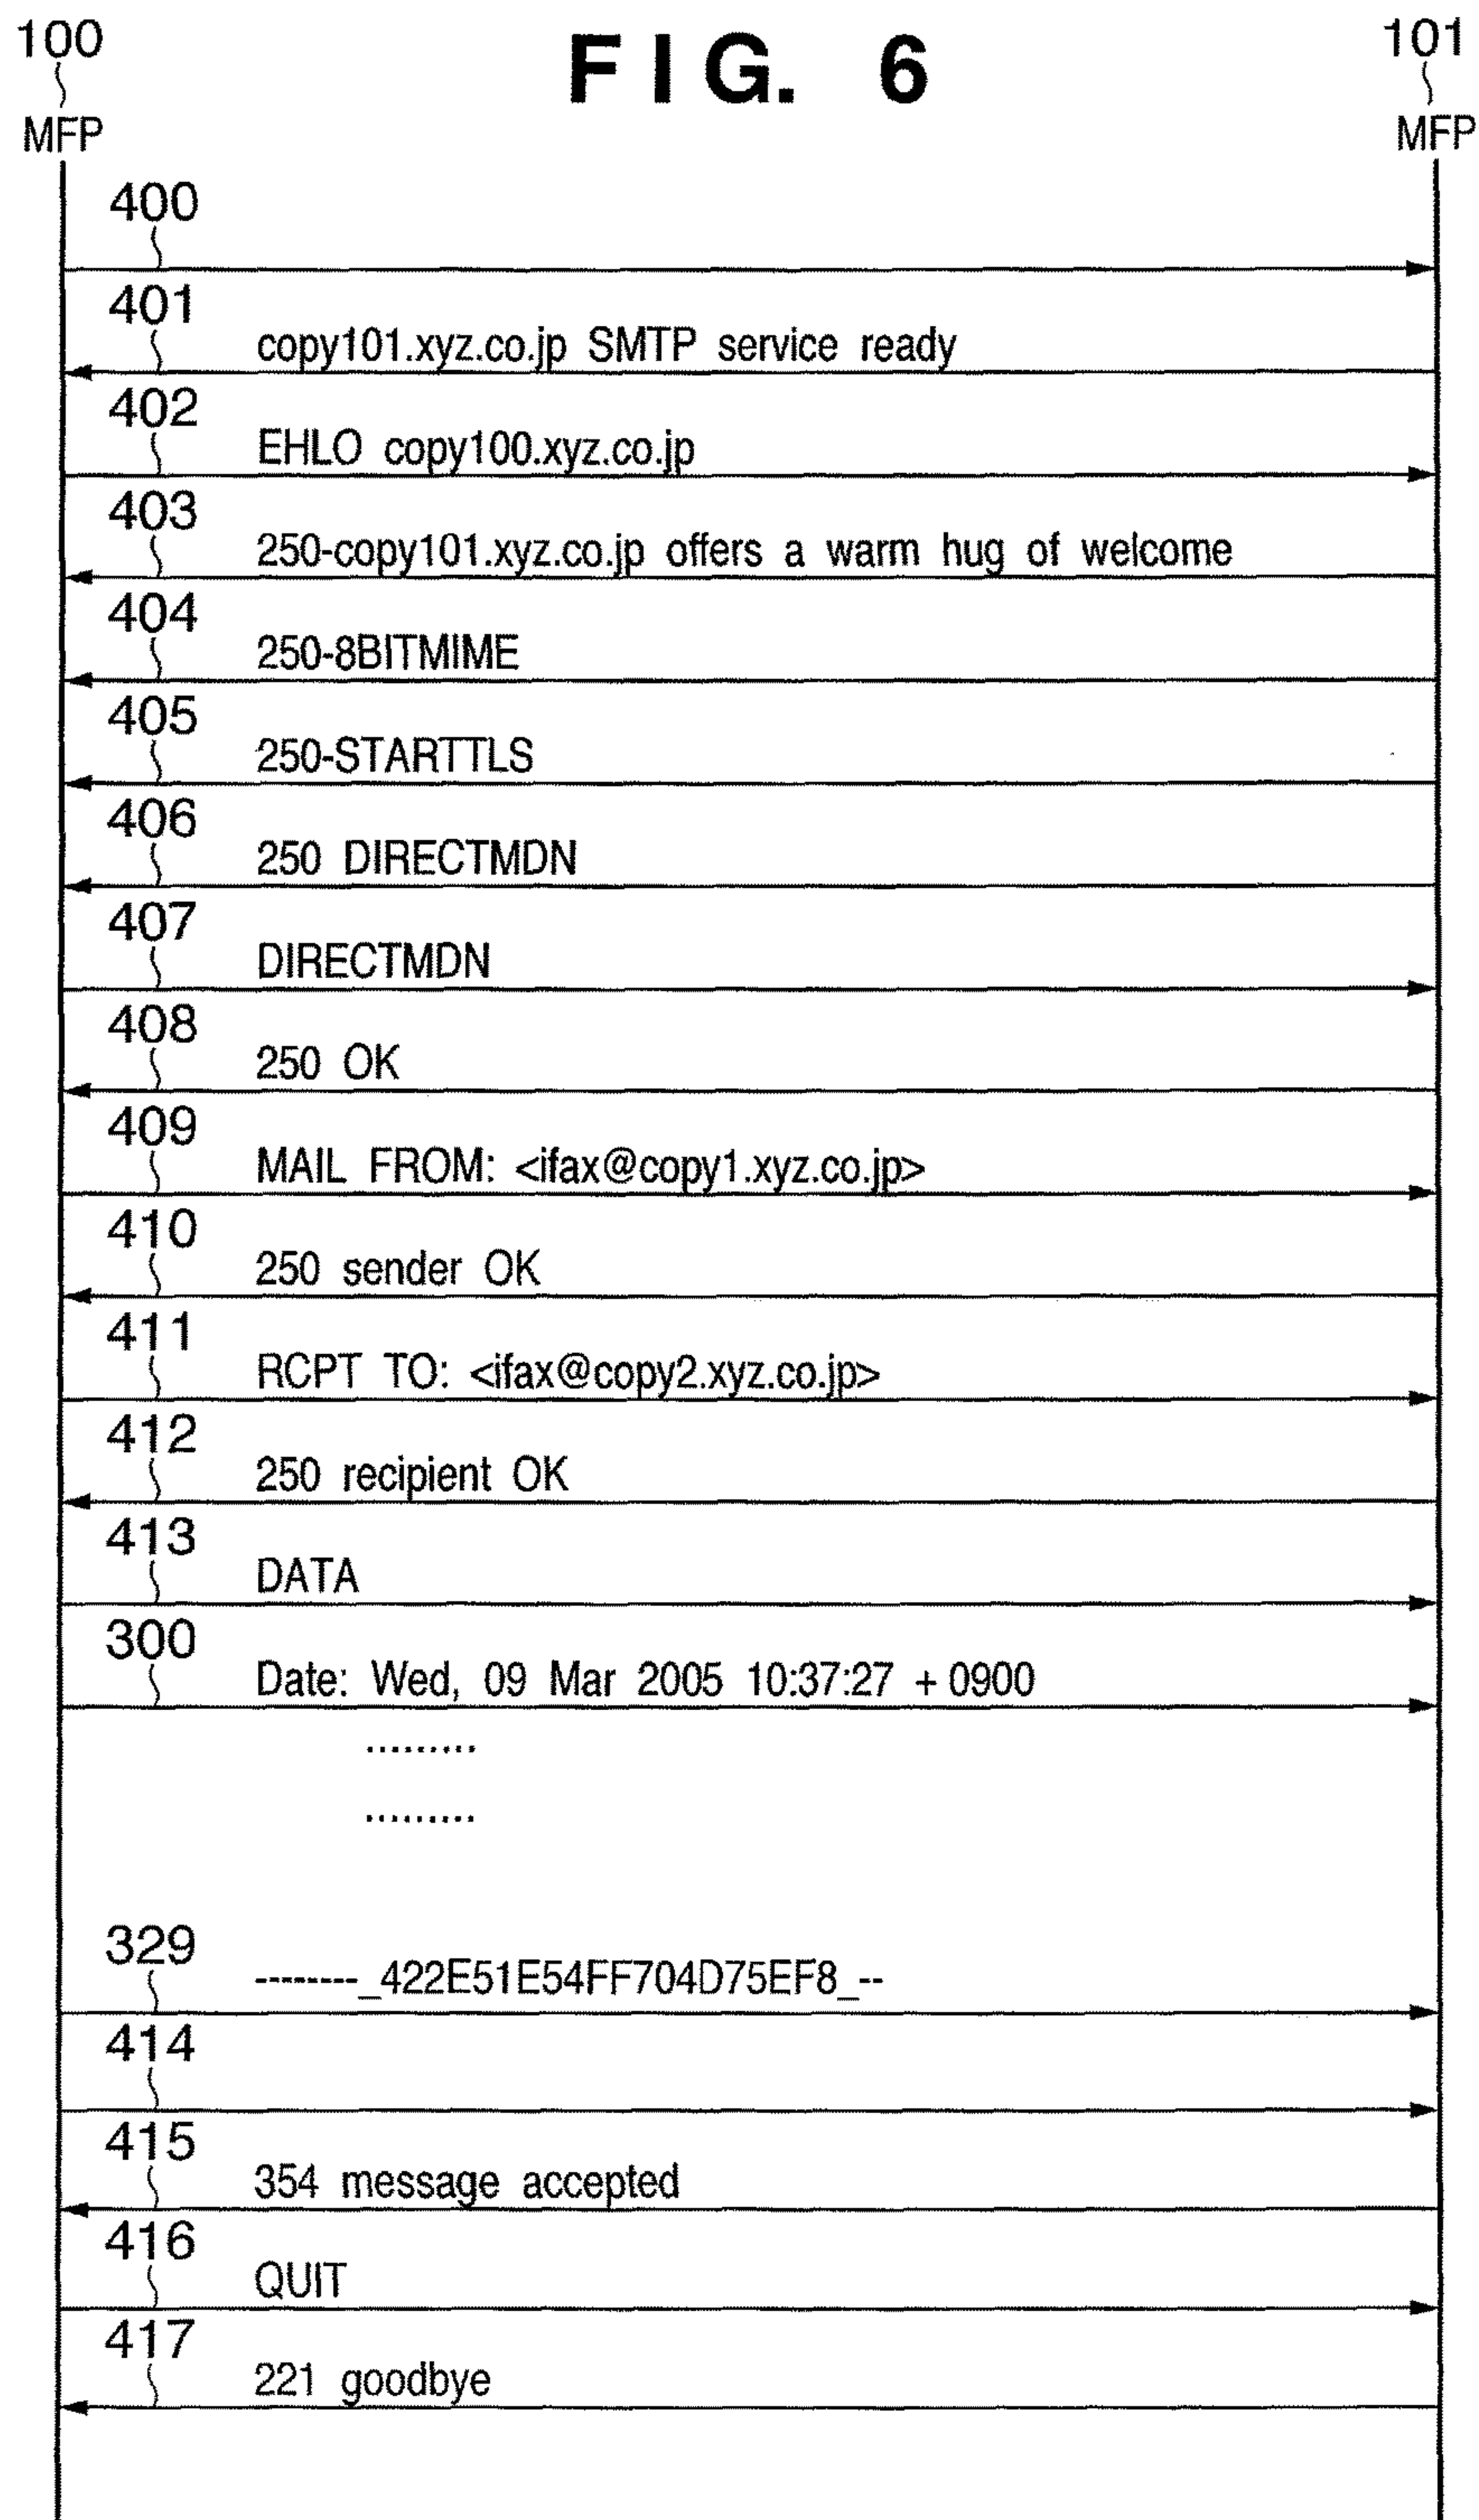 100
FIG. 6
101
MFP
MFP
400
401
copy101.xyz.co.jp SMTP service ready
402
EHLO copy100.xyz.co.jp
403
250-copy101.xyz.co.jp offers a warm hug of welcome
404
250-8BITMIME
405
250-STARTTLS
406
250 DIRECTMDN
407
DIRECTMDN
408
250 OK
409
MAIL FROM: <ifax@copy1.xyz.co.jp>
410
250 sender OK
411
RCPT TO: <ifax@copy2.xyz.co.jp>
412
250 recipient OK
413
DATA
300
Date: Wed, 09 Mar 2005 10:37:27 +0900
.........
.........
329
--------_422E51E54FF704D75EF8_--
414
415
354 message accepted
416
QUIT
417
221 goodbye